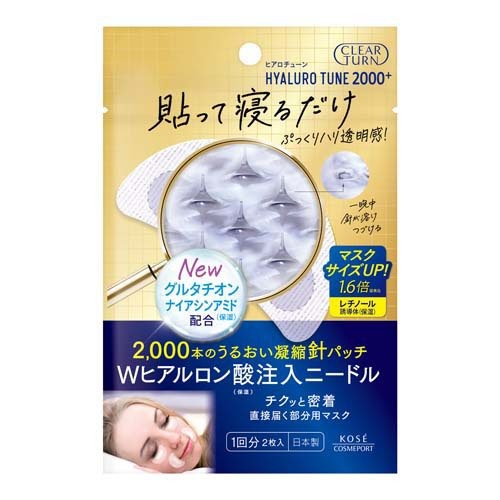 CLEAR
TURN
ヒアロチューン
HYALURO TUNE 2000+
貼って寝るだけ
ぷっくりハリ透明感!
一晩中
針が溶け
つづける
マスク
サイズUP!
1.6倍
レチノール
誘導体(保湿)
New
グルタチオン
ナイアシンアミド
配合(保湿)
2,000本のうるおい凝縮針パッチ
Wヒアルロン酸注入ニードル
(保湿)
チクッと密着
直接届く部分用マスク
1回分 2枚入 日本製
KOSÉ
COSMEPORT